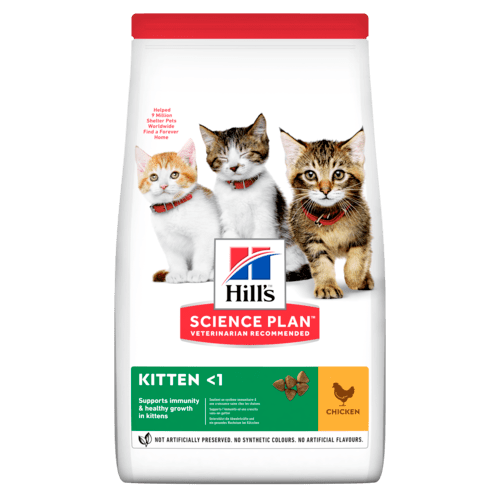 Helped
9 Million
Shelter Pets
Worldwide
Find a Forever
Home
Hill's
SCIENCE PLAN™
VETERINARIAN RECOMMENDED
KITTEN <1
Supports immunity
& healthy growth
in kittens
CHICKEN
NOT ARTIFICIALLY PRESERVED. NO SYNTHETIC COLOURS. NO ARTIFICIAL FLAVOURS.